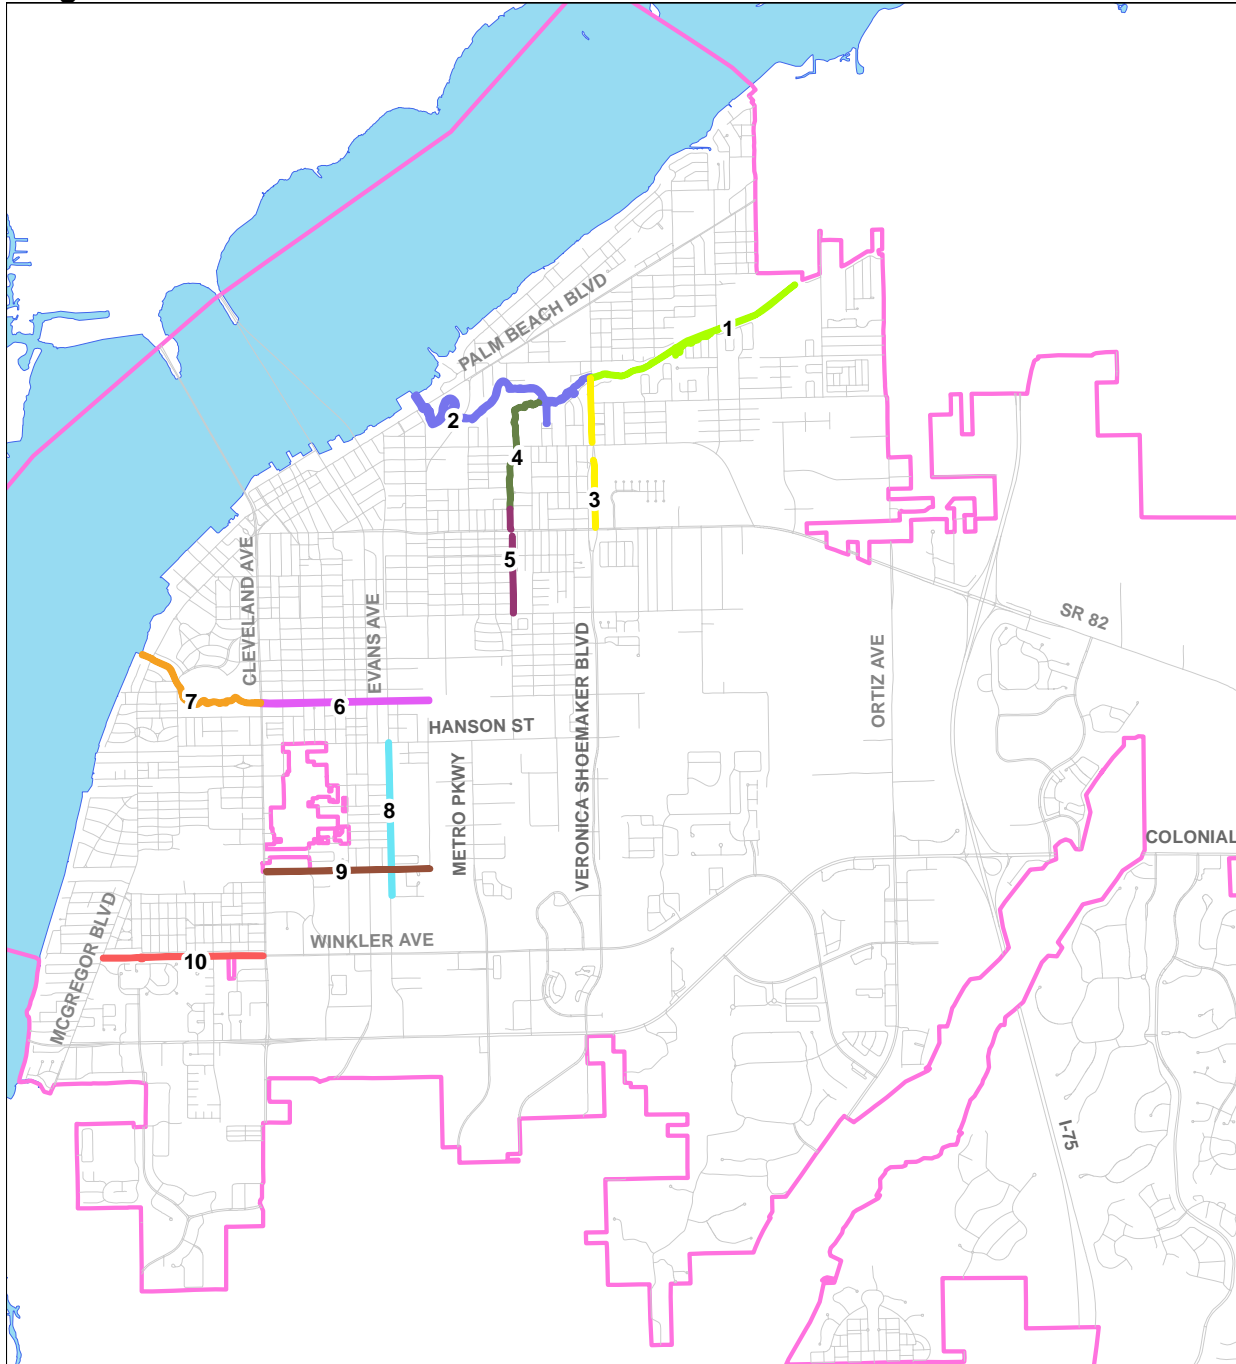 1
PALM BEACH BLVD
2
4
3
CLEVELAND AVE
5
EVANS AVE
SR 82
VERONICA SHOEMAKER BLVD
ORTIZ AVE
7
6
HANSON ST
METRO PKWY
8
COLONIAL
9
MCGREGOR BLVD
WINKLER AVE
10
I-75